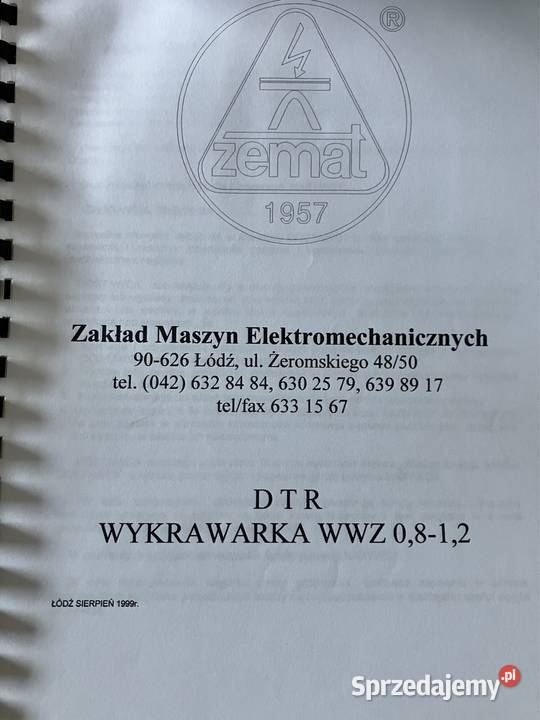 ®
zemat
1957
Zakład Maszyn Elektromechanicznych
90-626 Łódź, ul. Żeromskiego 48/50
tel. (042) 632 84 84, 630 25 79, 639 89 17
tel/fax 633 15 67
D T R
WYKRAWARKA WWZ 0,8-1,2
ŁÓDŹ SIERPIEŃ 1999r.
Sprzedajemy.pl